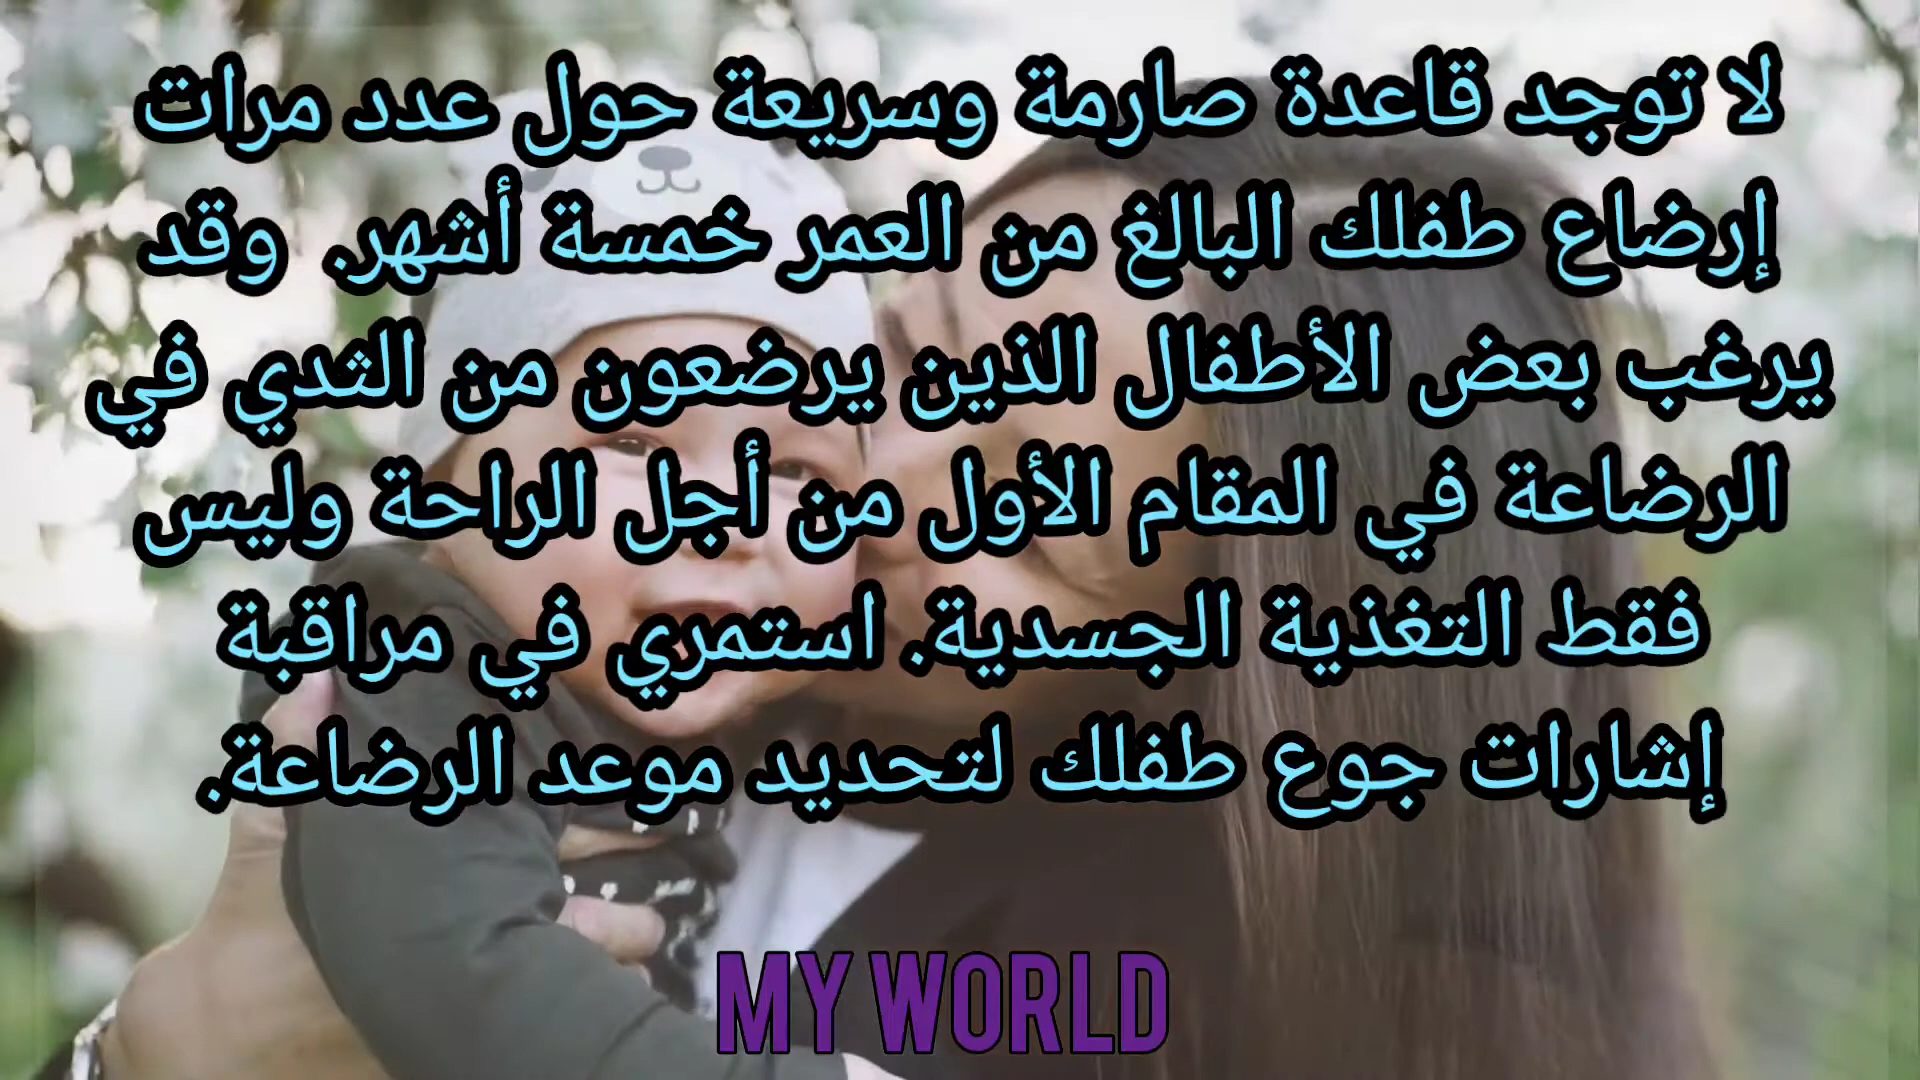 لا توجد قاعدة صارمة وسريعة حول عدد مرات
إرضاع طفلك البالغ من العمر خمسة أشهر. وقد
يرغب بعض الأطفال الذين يرضعون من الثدي في
الرضاعة في المقام الأول من أجل الراحة وليس
فقط التغذية الجسدية. استمري في مراقبة
إشارات جوع طفلك لتحديد موعد الرضاعة.
MY WORLD